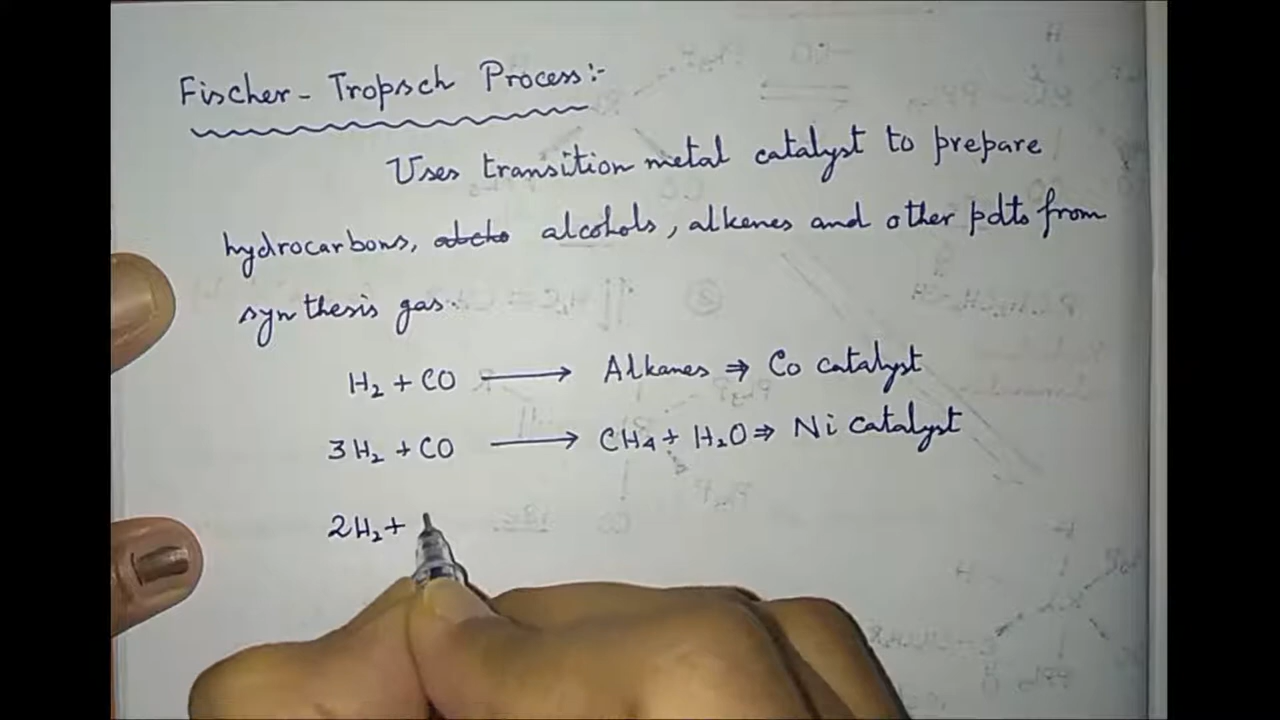 Fischer - Tropsch Process:-
Uses transition metal catalyst to prepare
hydrocarbons, alcohols, alkenes and other pdts from
synthesis gas.
H₂ + CO ⟶ Alkanes ⇒ Co catalyst
3H₂ + CO ⟶ CH₄ + H₂O ⇒ Ni catalyst
2H₂ +